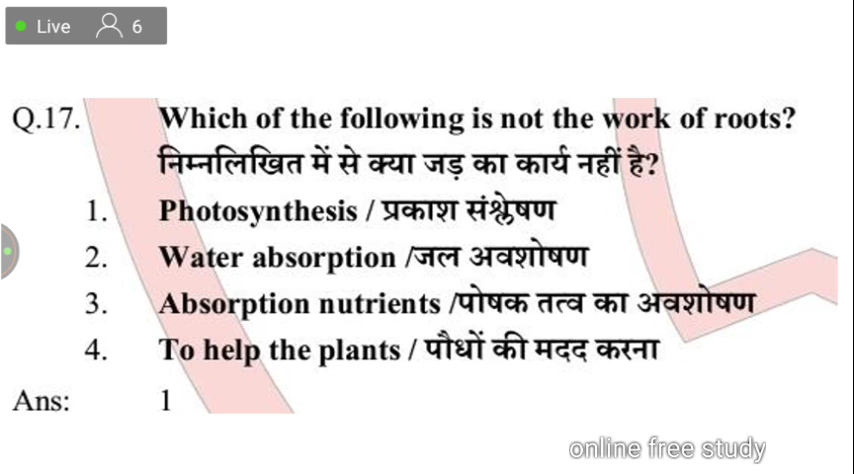 Live 6
Q.17. Which of the following is not the work of roots?
निम्नलिखित में से क्या जड़ का कार्य नहीं है?
1. Photosynthesis / प्रकाश संश्लेषण
2. Water absorption /जल अवशोषण
3. Absorption nutrients /पोषक तत्व का अवशोषण
4. To help the plants / पौधों की मदद करना
Ans: 1
online free study